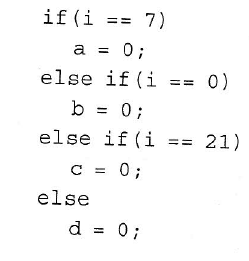 if(i == 7)
a = 0;
else if(i == 0)
b = 0;
else if(i == 21)
c = 0;
else
d = 0;